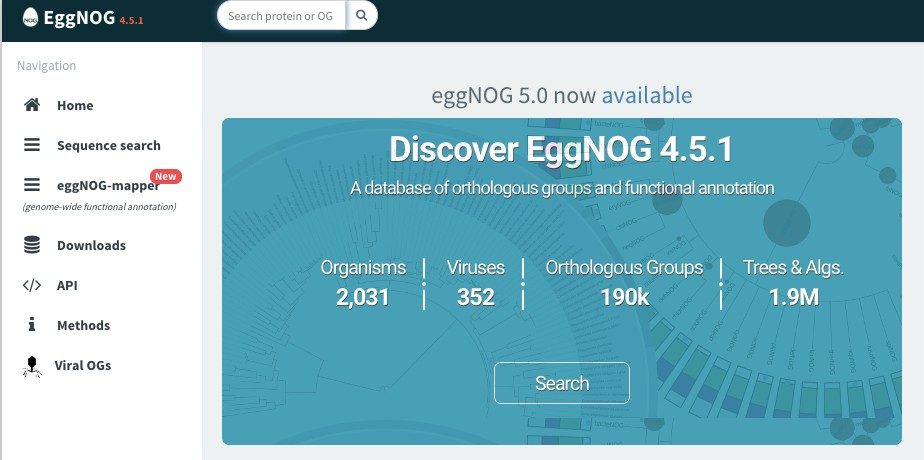 EggNOG 4.5.1
Search protein or OG
Navigation
Home
Sequence search
eggNOG-mapper New
(genome-wide functional annotation)
Downloads
API
Methods
Viral OGs
eggNOG 5.0 now available
Discover EggNOG 4.5.1
A database of orthologous groups and functional annotation
Organisms Viruses Orthologous Groups Trees & Algs.
2,031 352 190k 1.9M
Search